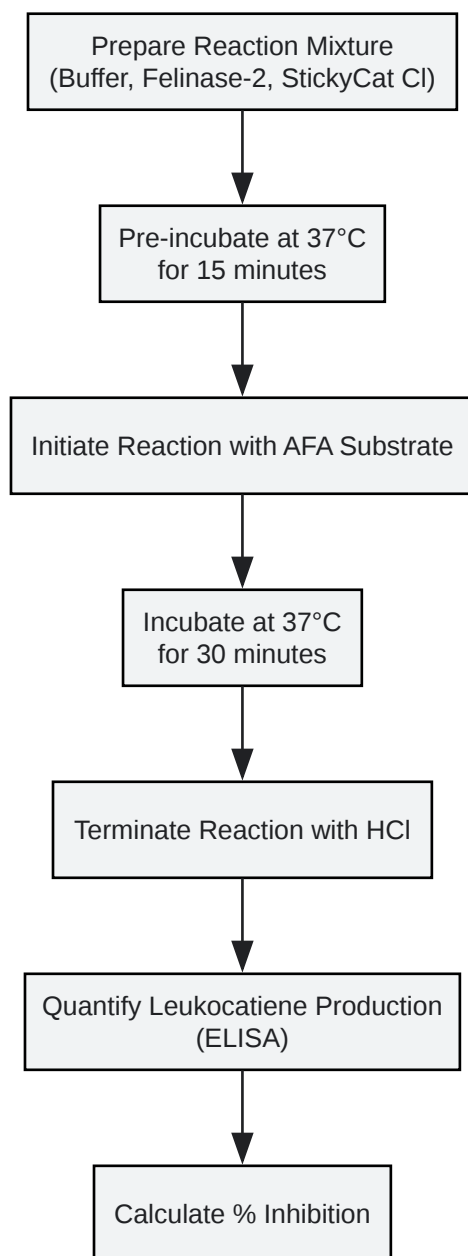 Prepare Reaction Mixture
(Buffer, Felinase-2, StickyCat Cl)
Pre-incubate at 37°C
for 15 minutes
Initiate Reaction with AFA Substrate
Incubate at 37°C
for 30 minutes
Terminate Reaction with HCl
Quantify Leukocatiene Production
(ELISA)
Calculate % Inhibition